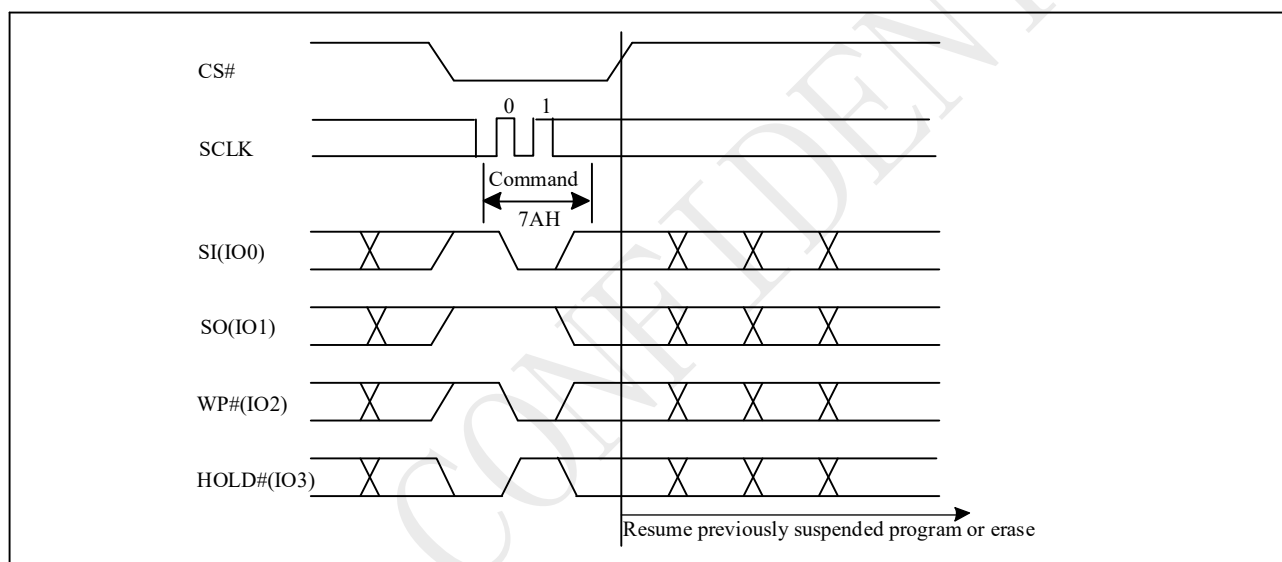 CS#
0 1
SCLK
Command
7AH
SI(IO0)
SO(IO1)
WP#(IO2)
HOLD#(IO3)
Resume previously suspended program or erase
CONFIDENT